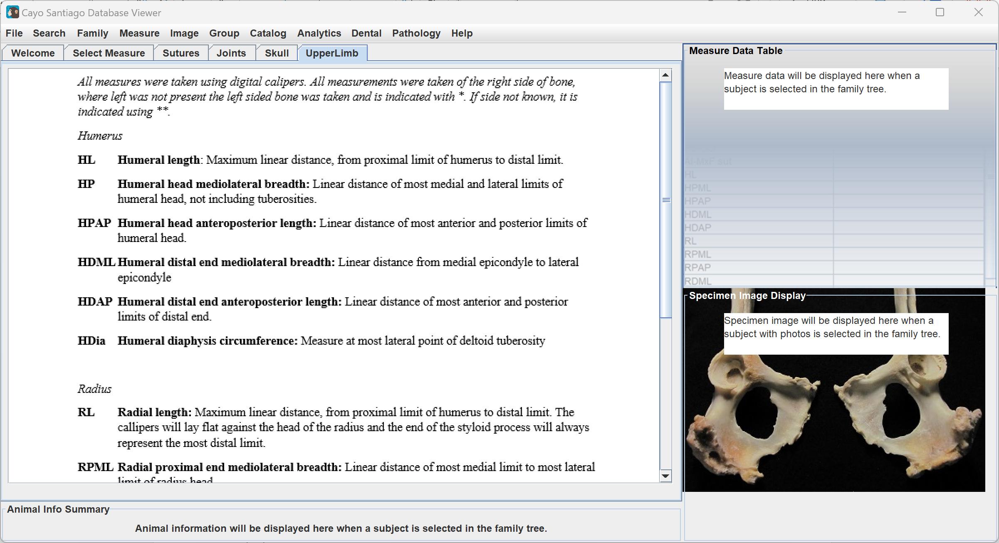 Cayo Santiago Database Viewer
File Search Family Measure Image Group Catalog Analytics Dental Pathology Help
Welcome Select Measure Sutures Joints Skull UpperLimb
All measures were taken using digital calipers. All measurements were taken of the right side of bone,
where left was not present the left sided bone was taken and is indicated with *. If side not known, it is
indicated using **.
Humerus
HL Humeral length: Maximum linear distance, from proximal limit of humerus to distal limit.
HP Humeral head mediolateral breadth: Linear distance of most medial and lateral limits of
humeral head, not including tuberosities.
HPAP Humeral head anteroposterior length: Linear distance of most anterior and posterior limits of
humeral head.
HDML Humeral distal end mediolateral breadth: Linear distance from medial epicondyle to lateral
epicondyle
HDAP Humeral distal end anteroposterior length: Linear distance of most anterior and posterior
limits of distal end.
HDia Humeral diaphysis circumference: Measure at most lateral point of deltoid tuberosity
Radius
RL Radial length: Maximum linear distance, from proximal limit of humerus to distal limit. The
callipers will lay flat against the head of the radius and the end of the styloid process will always
represent the most distal limit.
RPML Radial proximal end mediolateral breadth: Linear distance of most medial limit to most lateral
limit of radius head
Animal Info Summary
Animal information will be displayed here when a subject is selected in the family tree.
Measure Data Table
Measure data will be displayed here when a
subject is selected in the family tree.
Al-MxF sut
HL
HPML
HPAP
HDML
HDAP
RL
RPML
RPAP
RDML
Specimen Image Display
Specimen image will be displayed here when a
subject with photos is selected in the family tree.